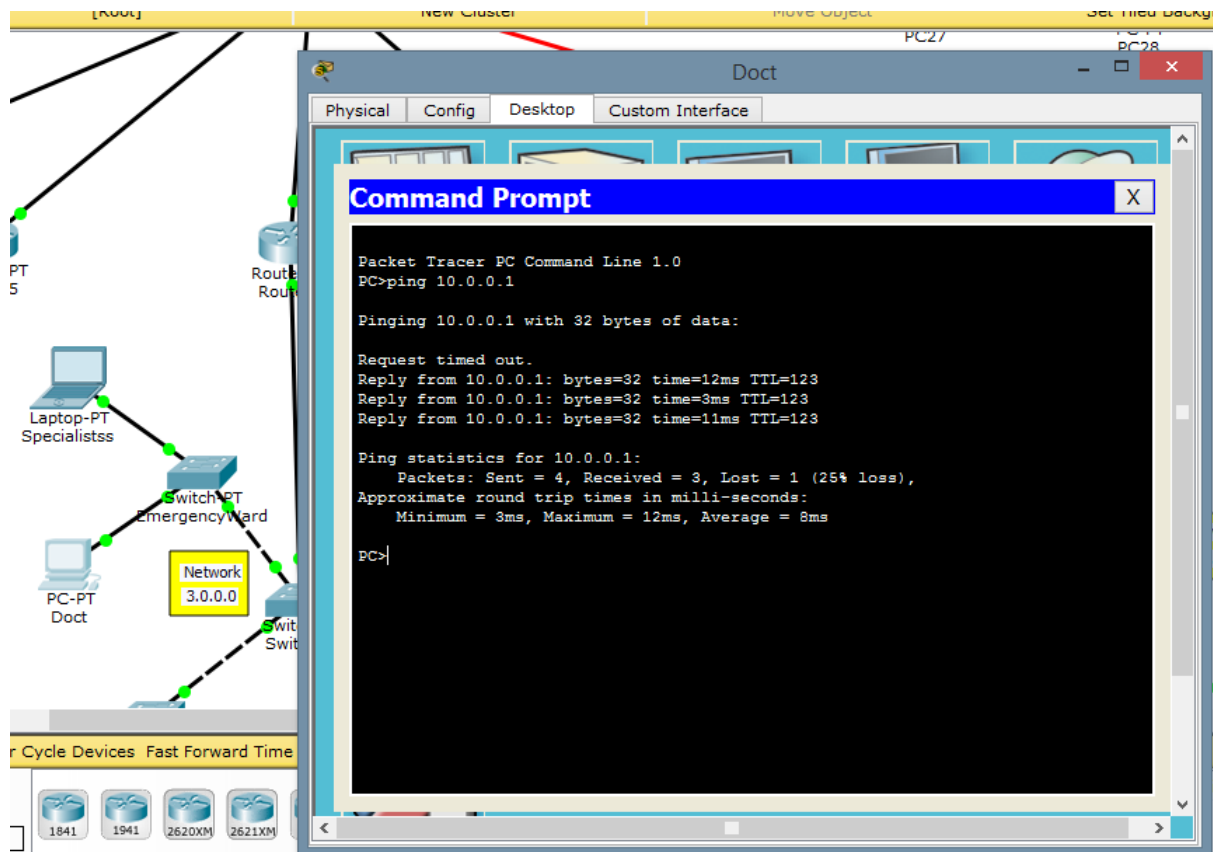 [Root] New Cluster Move Object Set Tiled Backg
PC27
PC28
Doct
Physical Config Desktop Custom Interface
Command Prompt X
Packet Tracer PC Command Line 1.0
PC>ping 10.0.0.1
Pinging 10.0.0.1 with 32 bytes of data:
Request timed out.
Reply from 10.0.0.1: bytes=32 time=12ms TTL=123
Reply from 10.0.0.1: bytes=32 time=3ms TTL=123
Reply from 10.0.0.1: bytes=32 time=11ms TTL=123
Ping statistics for 10.0.0.1:
Packets: Sent = 4, Received = 3, Lost = 1 (25% loss),
Approximate round trip times in milli-seconds:
Minimum = 3ms, Maximum = 12ms, Average = 8ms
PC>
PT
5
Route
Route
Laptop-PT
Specialistss
Switch-PT
EmergencyWard
PC-PT
Doct
Network
3.0.0.0
Swit
Swit
r Cycle Devices Fast Forward Time
1841 1941 2620XM 2621XM